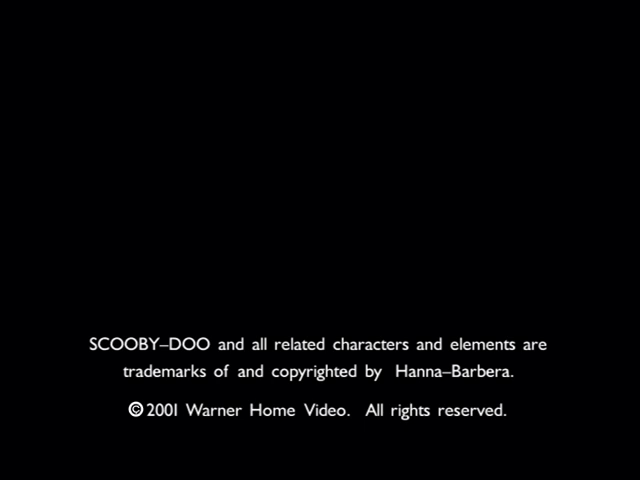 SCOOBY–DOO and all related characters and elements are
trademarks of and copyrighted by Hanna–Barbera.
© 2001 Warner Home Video. All rights reserved.